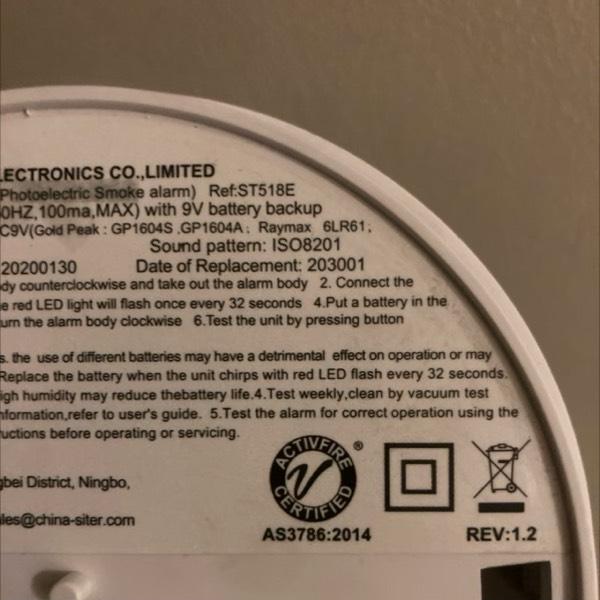 LECTRONICS CO.,LIMITED
Photoelectric Smoke alarm) Ref:ST518E
0HZ,100ma,MAX) with 9V battery backup
C9V(Gold Peak : GP1604S ,GP1604A ; Raymax 6LR61;
Sound pattern: ISO8201
20200130 Date of Replacement: 203001
dy counterclockwise and take out the alarm body 2. Connect the
e red LED light will flash once every 32 seconds 4.Put a battery in the
urn the alarm body clockwise 6.Test the unit by pressing button
s. the use of different batteries may have a detrimental effect on operation or may
Replace the battery when the unit chirps with red LED flash every 32 seconds.
igh humidity may reduce thebattery life.4.Test weekly,clean by vacuum test
nformation,refer to user's guide. 5.Test the alarm for correct operation using the
uctions before operating or servicing.
ACTIVFIRE ®
CERTIFIED
gbei District, Ningbo,
les@china-siter.com
AS3786:2014 REV:1.2